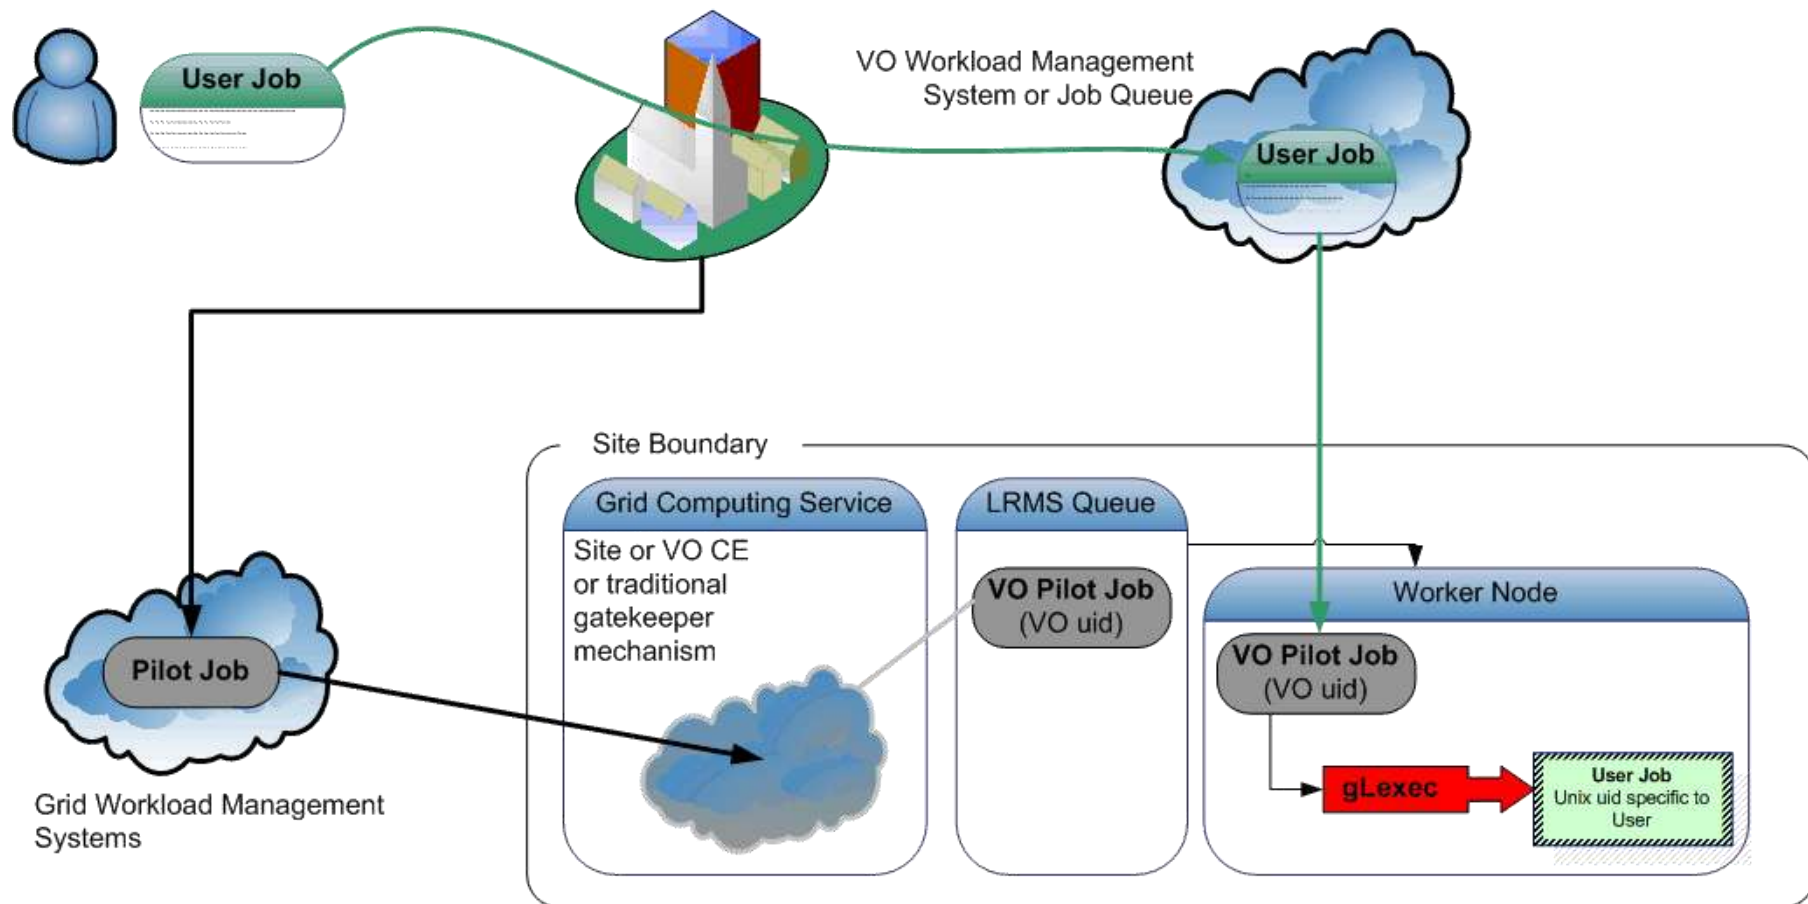 User Job
VO Workload Management
System or Job Queue
User Job
Site Boundary
Grid Computing Service
Site or VO CE
or traditional
gatekeeper
mechanism
LRMS Queue
VO Pilot Job
(VO uid)
Worker Node
VO Pilot Job
(VO uid)
gLexec
User Job
Unix uid specific to
User
Pilot Job
Grid Workload Management
Systems